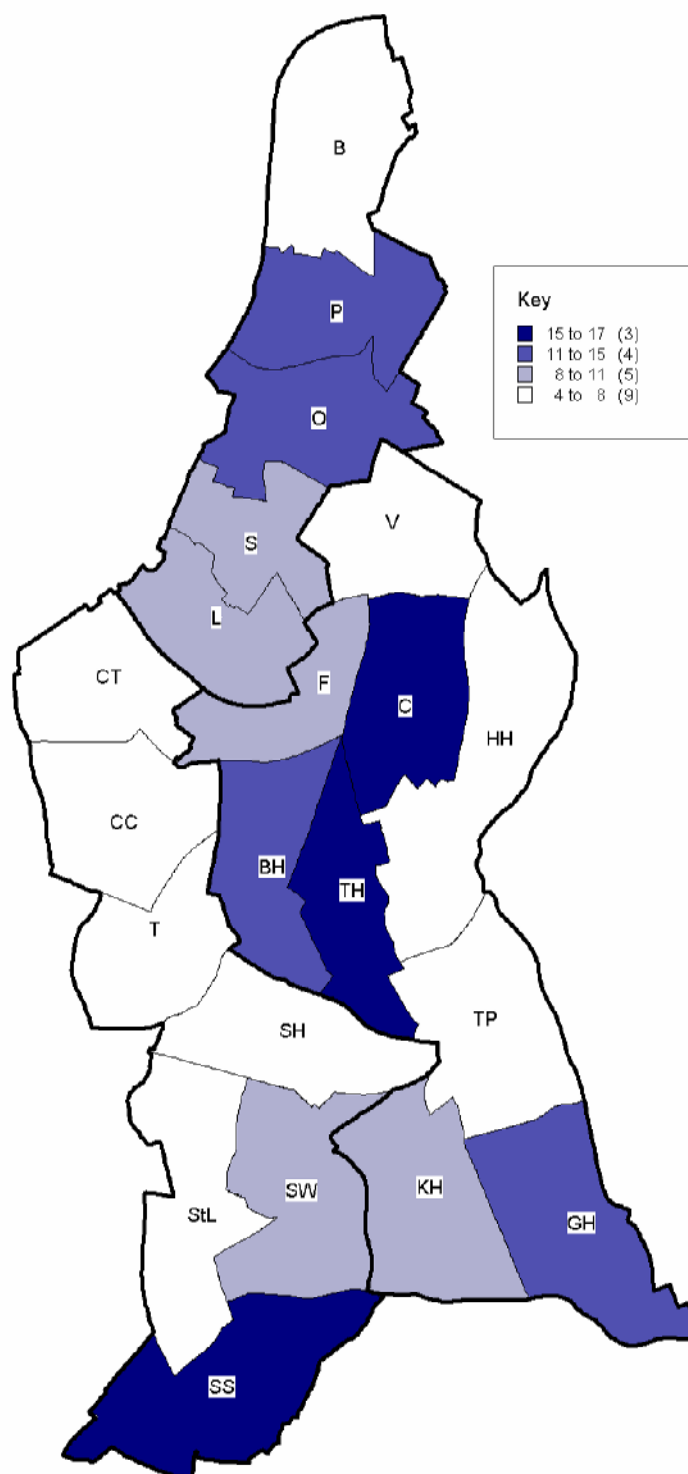 B
P
Key
15 to 17 (3)
11 to 15 (4)
8 to 11 (5)
4 to 8 (9)
O
V
S
L
CT
F
C
HH
CC
BH
TH
T
SH
TP
SW
KH
StL
GH
SS